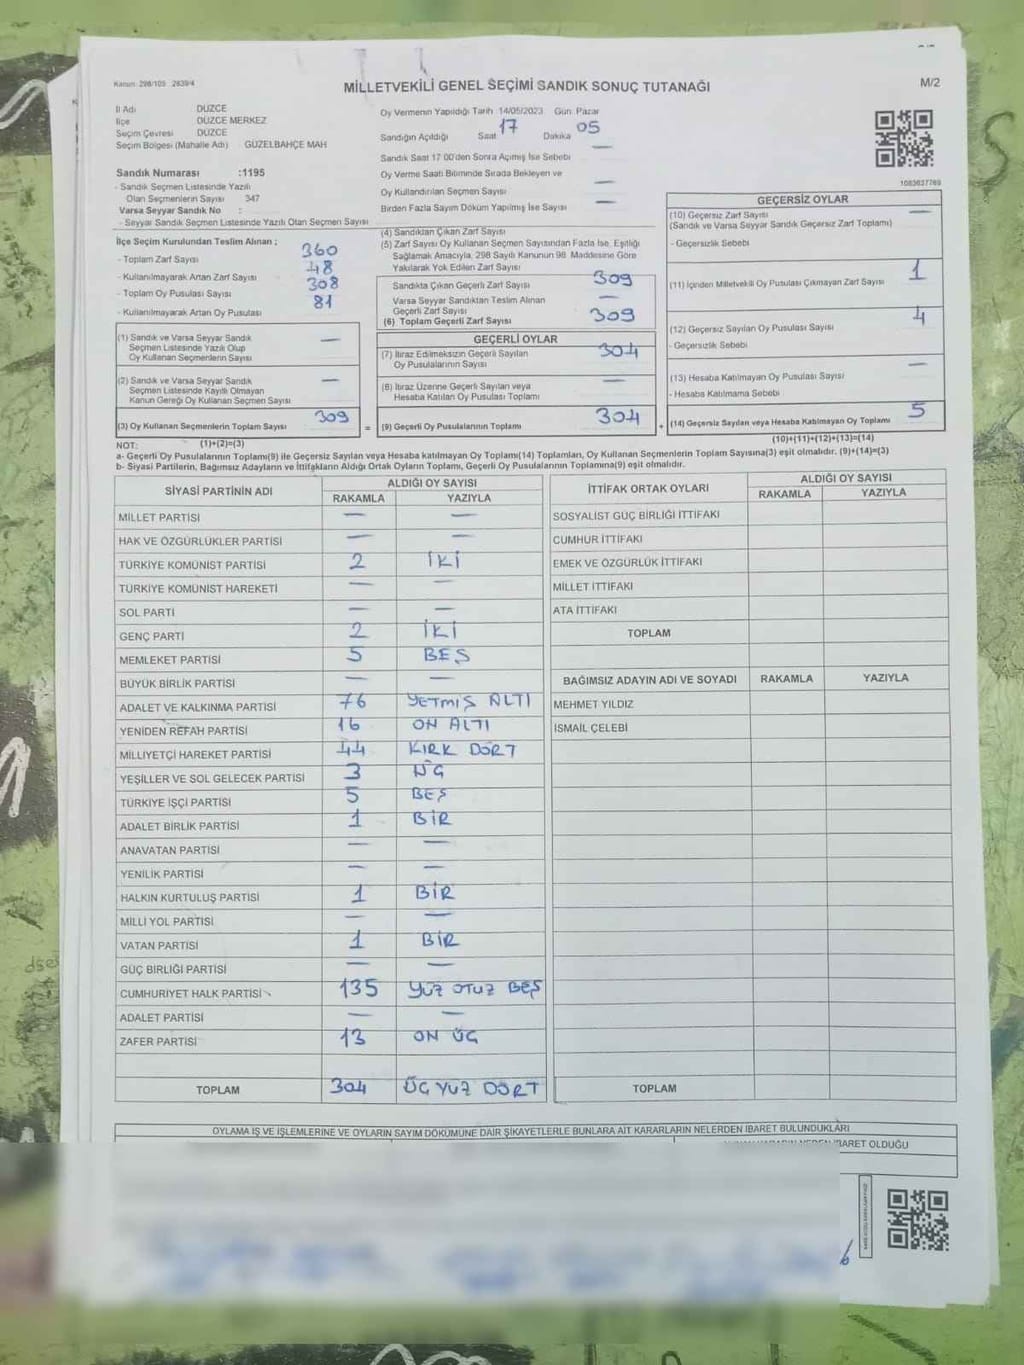 Kanun: 298/105 2839/4
MİLLETVEKİLİ GENEL SEÇİMİ SANDIK SONUÇ TUTANAĞI
M/2
İl Adı DÜZCE
İlçe DÜZCE MERKEZ
Seçim Çevresi DÜZCE
Seçim Bölgesi (Mahalle Adı) GÜZELBAHÇE MAH
Oy Vermenin Yapıldığı Tarih 14/05/2023 Gün Pazar
Sandığın Açıldığı Saat 17 Dakika 05
Sandık Saat 17 00'den Sonra Açılmış İse Sebebi —
Oy Verme Saati Bitiminde Sırada Bekleyen ve
Oy Kullandırılan Seçmen Sayısı —
Birden Fazla Sayım Döküm Yapılmış İse Sayısı —
Sandık Numarası :1195
- Sandık Seçmen Listesinde Yazılı
Olan Seçmenlerin Sayısı 347
Varsa Seyyar Sandık No :
- Seyyar Sandık Seçmen Listesinde Yazılı Olan Seçmen Sayısı
1083637769
İlçe Seçim Kurulundan Teslim Alınan ;
- Toplam Zarf Sayısı 360
- Kullanılmayarak Artan Zarf Sayısı 48
- Toplam Oy Pusulası Sayısı 308
- Kullanılmayarak Artan Oy Pusulası 81
(1) Sandık ve Varsa Seyyar Sandık
Seçmen Listesinde Yazılı Olup
Oy Kullanan Seçmenlerin Sayısı —
(2) Sandık ve Varsa Seyyar Sandık
Seçmen Listesinde Kayıtlı Olmayan
Kanun Gereği Oy Kullanan Seçmen Sayısı —
(3) Oy Kullanan Seçmenlerin Toplam Sayısı 309
(4) Sandıktan Çıkan Zarf Sayısı
(5) Zarf Sayısı Oy Kullanan Seçmen Sayısından Fazla İse, Eşitliği
Sağlamak Amacıyla, 298 Sayılı Kanunun 98. Maddesine Göre
Yakılarak Yok Edilen Zarf Sayısı
Sandıkta Çıkan Geçerli Zarf Sayısı 309
Varsa Seyyar Sandıktan Teslim Alınan
Geçerli Zarf Sayısı —
(6) Toplam Geçerli Zarf Sayısı 309
GEÇERLİ OYLAR
(7) İtiraz Edilmeksizin Geçerli Sayılan
Oy Pusulalarının Sayısı 304
(8) İtiraz Üzerine Geçerli Sayılan veya
Hesaba Katılan Oy Pusulası Toplamı —
= (9) Geçerli Oy Pusulalarının Toplamı 304
GEÇERSİZ OYLAR
(10) Geçersiz Zarf Sayısı —
(Sandık ve Varsa Seyyar Sandık Geçersiz Zarf Toplamı)
- Geçersizlik Sebebi
(11) İçinden Milletvekili Oy Pusulası Çıkmayan Zarf Sayısı 1
(12) Geçersiz Sayılan Oy Pusulası Sayısı 4
- Geçersizlik Sebebi
(13) Hesaba Katılmayan Oy Pusulası Sayısı —
- Hesaba Katılmama Sebebi
+ (14) Geçersiz Sayılan veya Hesaba Katılmayan Oy Toplamı 5
NOT: (1)+(2)=(3)
(10)+(11)+(12)+(13)=(14)
a- Geçerli Oy Pusulalarının Toplamı(9) ile Geçersiz Sayılan veya Hesaba katılmayan Oy Toplamı(14) Toplamları, Oy Kullanan Seçmenlerin Toplam Sayısına(3) eşit olmalıdır. (9)+(14)=(3)
b- Siyasi Partilerin, Bağımsız Adayların ve İttifakların Aldığı Ortak Oyların Toplamı, Geçerli Oy Pusulalarının Toplamına(9) eşit olmalıdır.
SİYASİ PARTİNİN ADI ALDIĞI OY SAYISI
RAKAMLA YAZIYLA
MİLLET PARTİSİ — —
HAK VE ÖZGÜRLÜKLER PARTİSİ — —
TÜRKİYE KOMÜNİST PARTİSİ 2 İKİ
TÜRKİYE KOMÜNİST HAREKETİ — —
SOL PARTİ — —
GENÇ PARTİ 2 İKİ
MEMLEKET PARTİSİ 5 BEŞ
BÜYÜK BİRLİK PARTİSİ — —
ADALET VE KALKINMA PARTİSİ 76 YETMİŞ ALTI
YENİDEN REFAH PARTİSİ 16 ON ALTI
MİLLİYETÇİ HAREKET PARTİSİ 44 KIRK DÖRT
YEŞİLLER VE SOL GELECEK PARTİSİ 3 ÜÇ
TÜRKİYE İŞÇİ PARTİSİ 5 BEŞ
ADALET BİRLİK PARTİSİ 1 BİR
ANAVATAN PARTİSİ — —
YENİLİK PARTİSİ — —
HALKIN KURTULUŞ PARTİSİ 1 BİR
MİLLİ YOL PARTİSİ — —
VATAN PARTİSİ 1 BİR
GÜÇ BİRLİĞİ PARTİSİ — —
CUMHURİYET HALK PARTİSİ 135 YÜZ OTUZ BEŞ
ADALET PARTİSİ — —
ZAFER PARTİSİ 13 ON ÜÇ
TOPLAM 304 ÜÇ YÜZ DÖRT
İTTİFAK ORTAK OYLARI ALDIĞI OY SAYISI
RAKAMLA YAZIYLA
SOSYALİST GÜÇ BİRLİĞİ İTTİFAKI
CUMHUR İTTİFAKI
EMEK VE ÖZGÜRLÜK İTTİFAKI
MİLLET İTTİFAKI
ATA İTTİFAKI
TOPLAM
BAĞIMSIZ ADAYIN ADI VE SOYADI RAKAMLA YAZIYLA
MEHMET YILDIZ
İSMAİL ÇELEBİ
TOPLAM
OYLAMA İŞ VE İŞLEMLERİNE VE OYLARIN SAYIM DÖKÜMÜNE DAİR ŞİKAYETLERLE BUNLARA AİT KARARLARIN NELERDEN İBARET BULUNDUKLARI
İBARET OLDUĞU